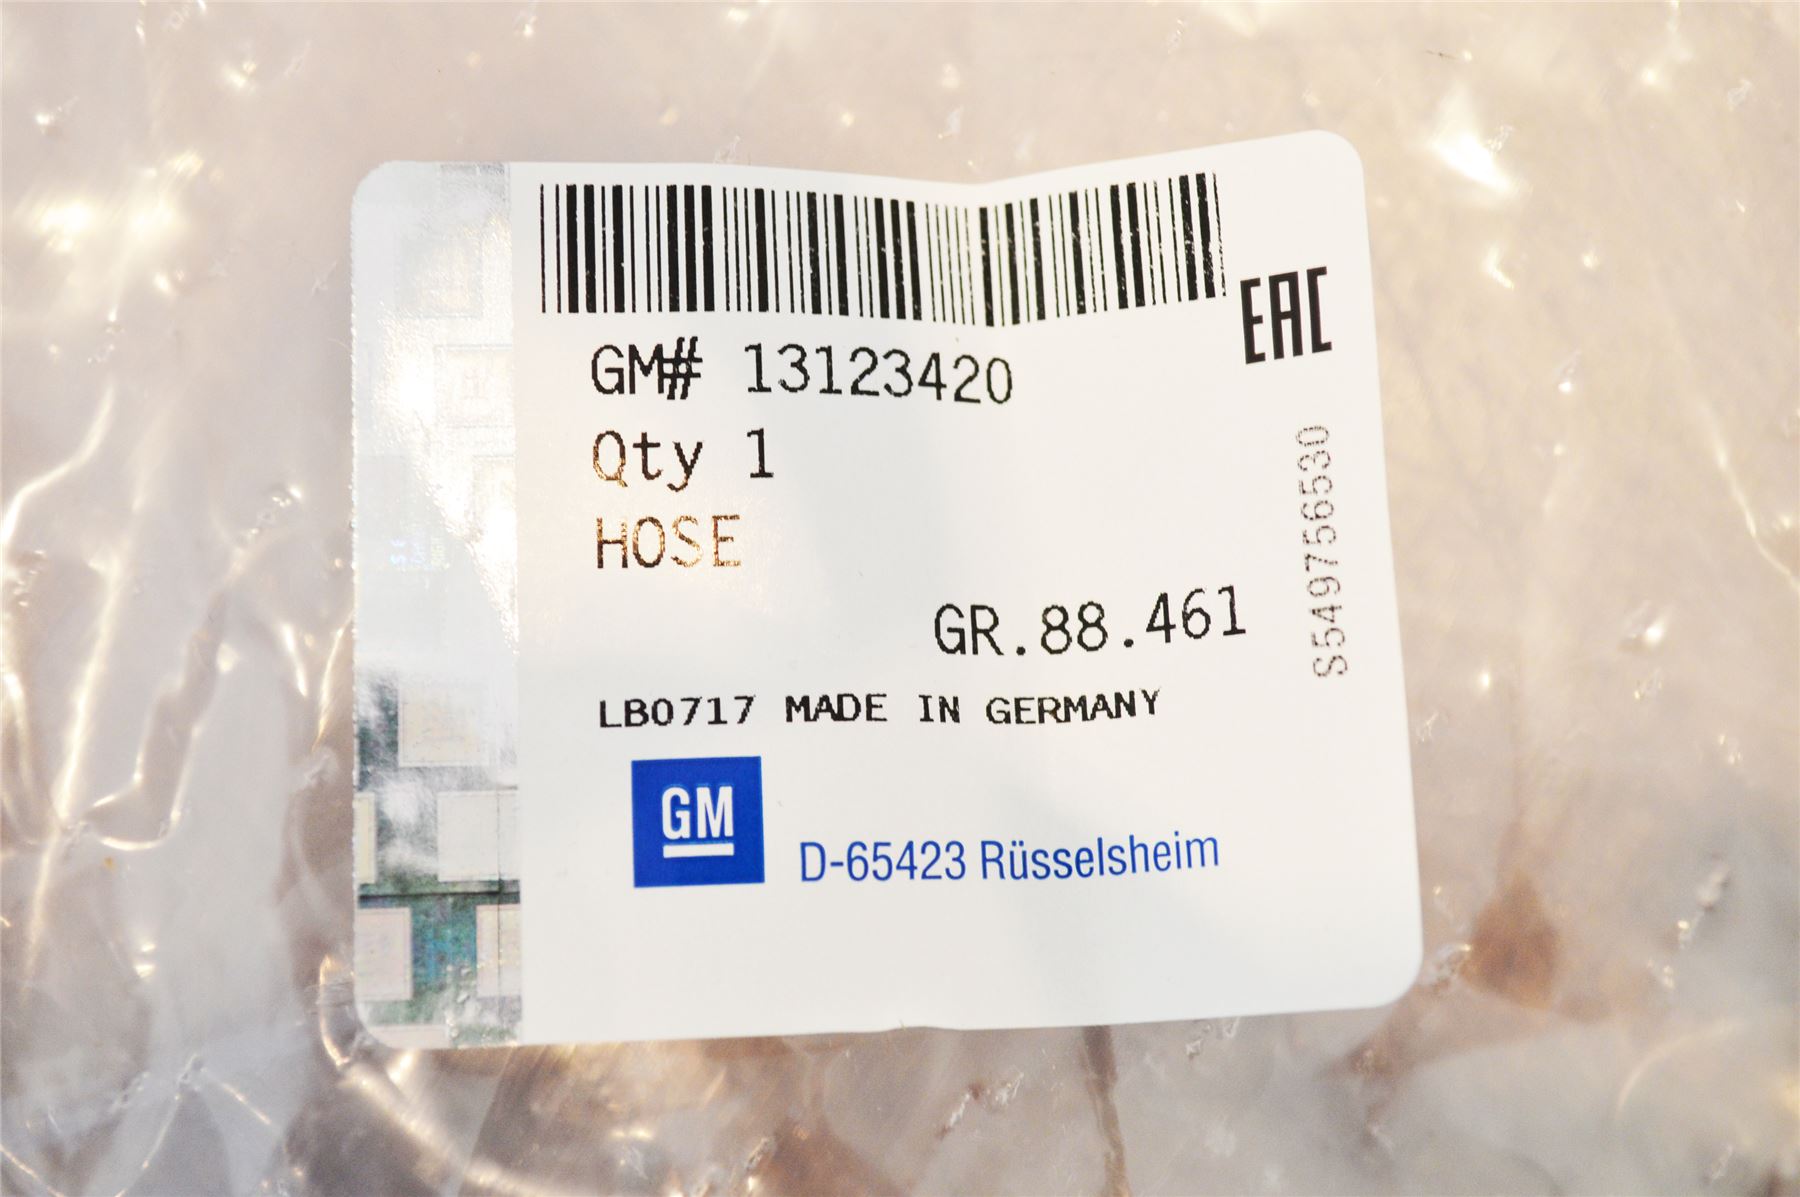 EAC
GM# 13123420
Qty 1
HOSE
GR.88.461
S549756530
LB0717 MADE IN GERMANY
GM
D-65423 Rüsselsheim